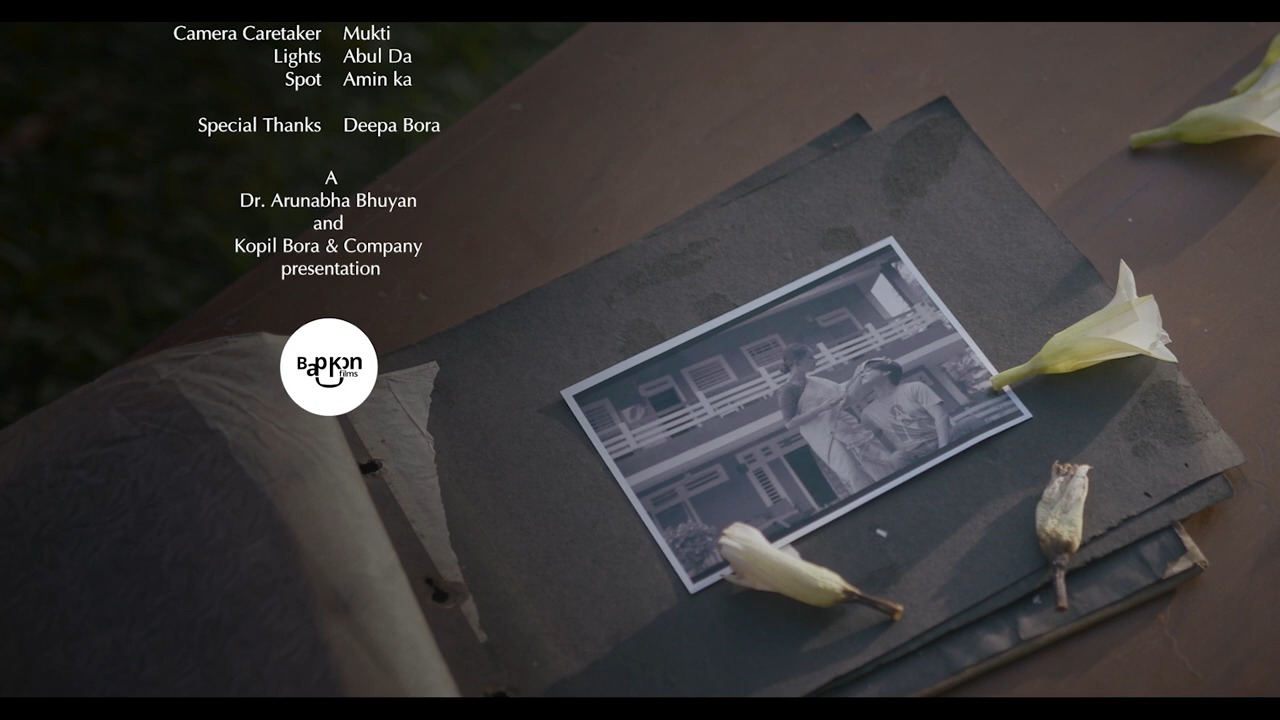 Camera Caretaker Mukti
Lights Abul Da
Spot Amin ka
Special Thanks Deepa Bora
A
Dr. Arunabha Bhuyan
and
Kopil Bora & Company
presentation
BapKon
films